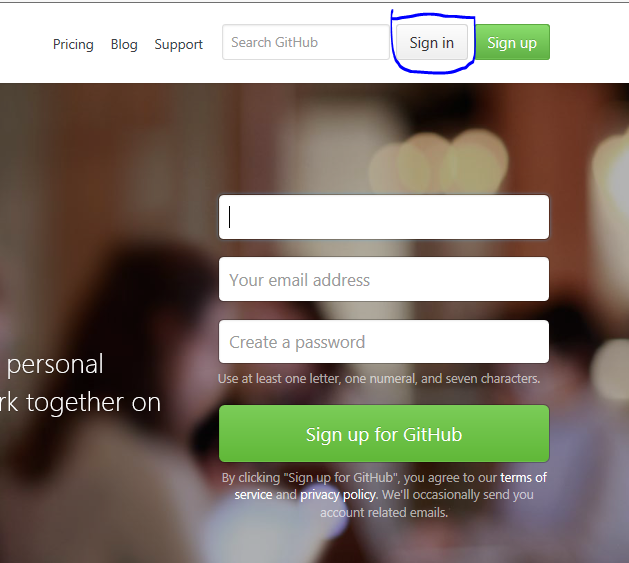 Pricing Blog Support Search GitHub Sign in Sign up
Your email address
Create a password
Use at least one letter, one numeral, and seven characters.
personal
rk together on
Sign up for GitHub
By clicking "Sign up for GitHub", you agree to our terms of
service and privacy policy. We'll occasionally send you
account related emails.